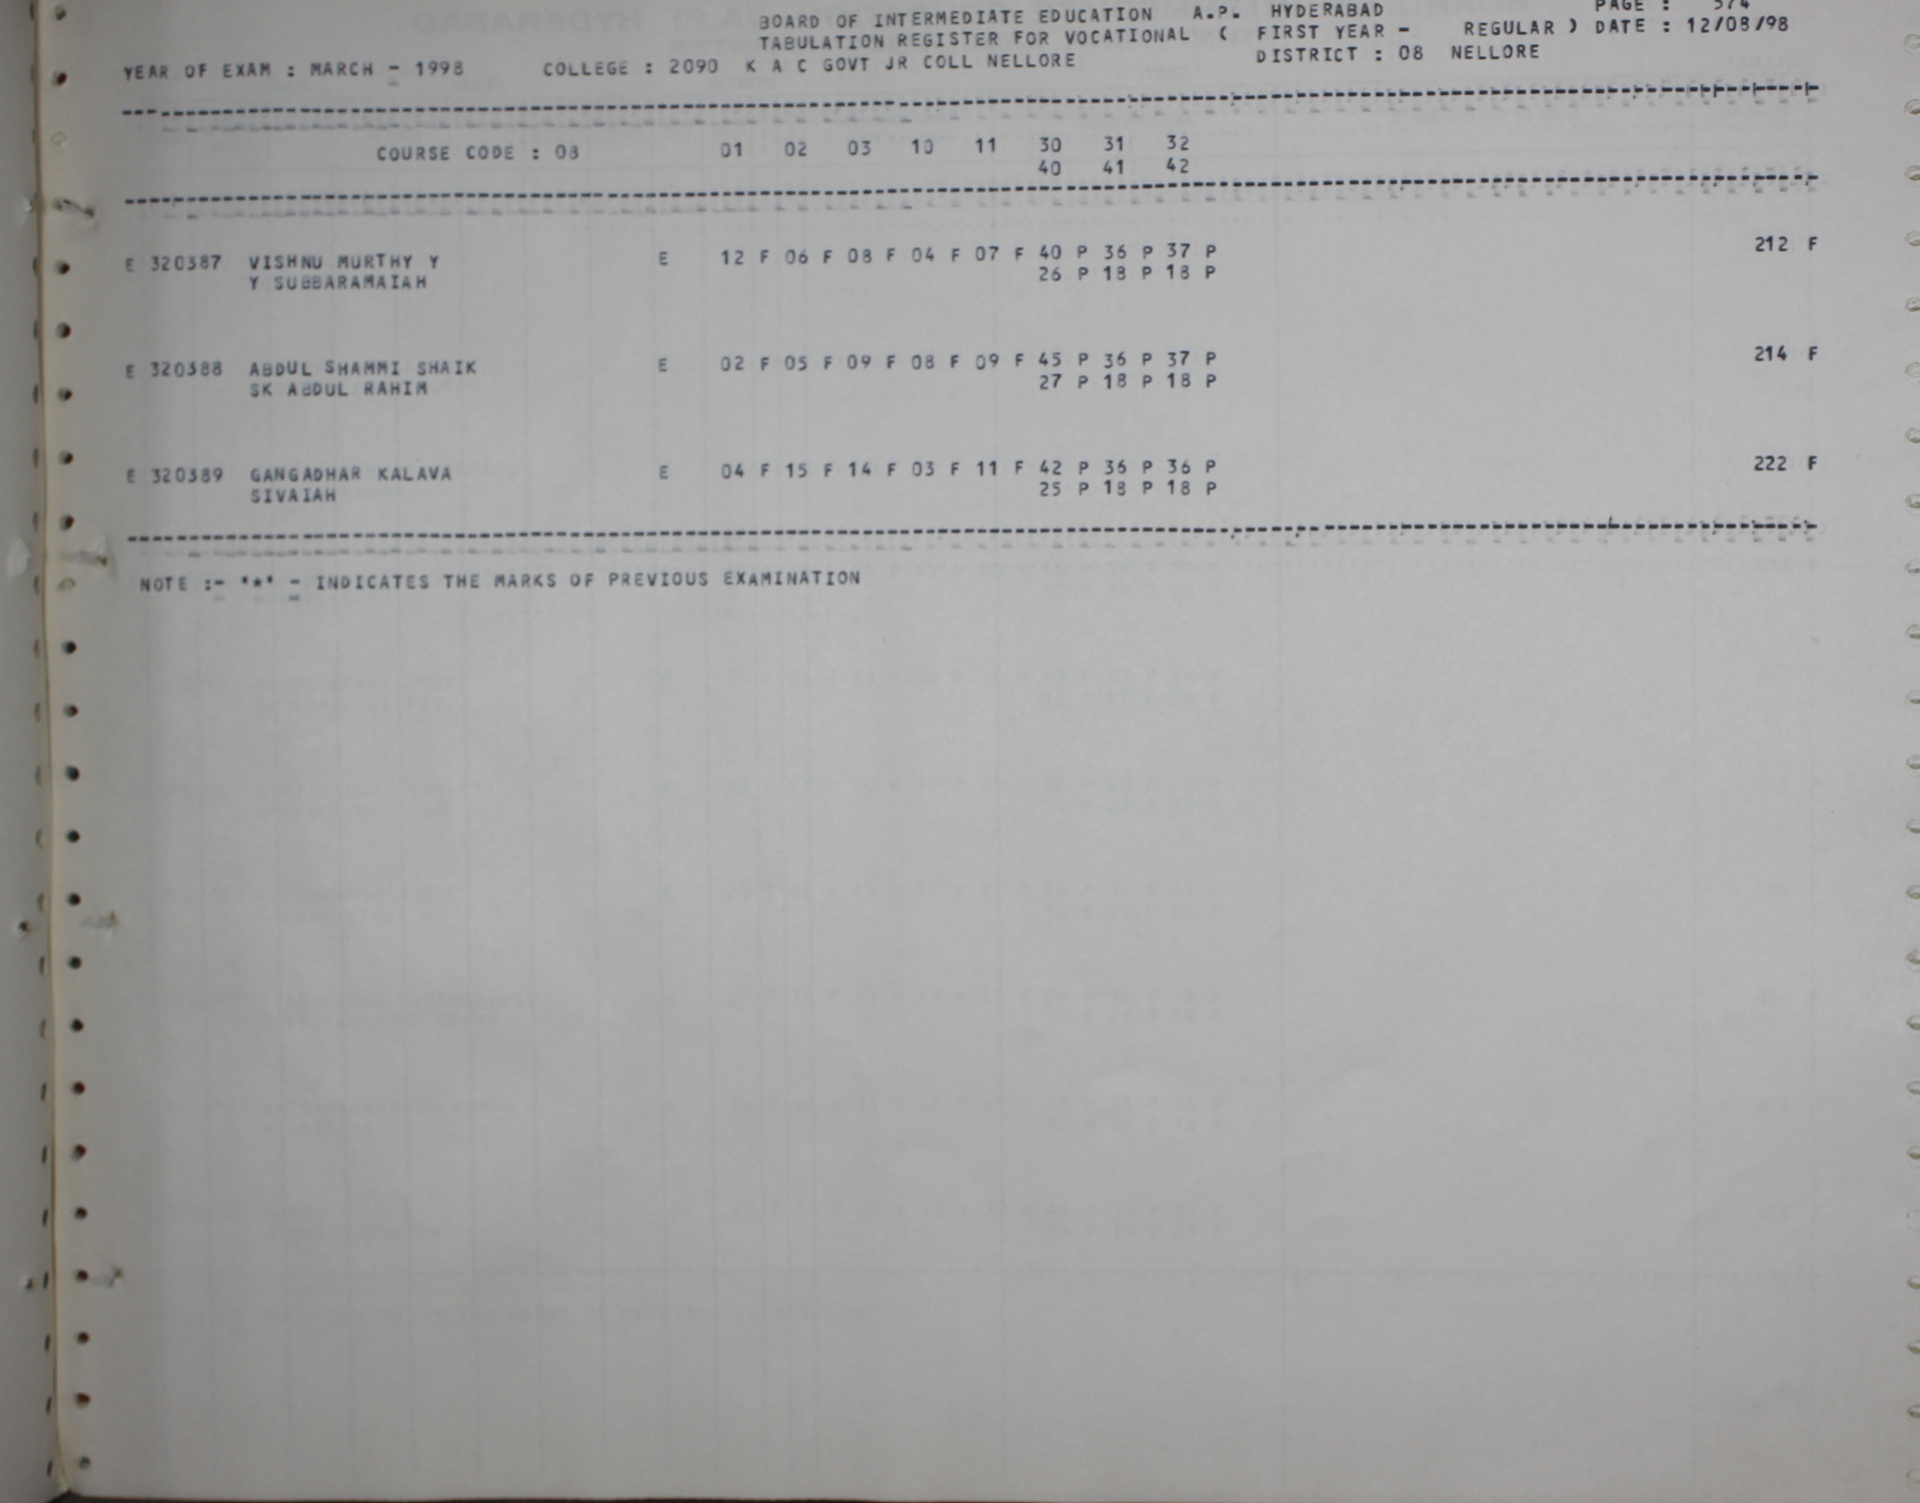 BOARD OF INTERMEDIATE EDUCATION A.P. HYDERABAD PAGE : 574
TABULATION REGISTER FOR VOCATIONAL ( FIRST YEAR - REGULAR ) DATE : 12/08/98
YEAR OF EXAM : MARCH - 1998 COLLEGE : 2090 K A C GOVT JR COLL NELLORE DISTRICT : 08 NELLORE
COURSE CODE : 08 01 02 03 10 11 30 31 32
40 41 42
E 320387 VISHNU MURTHY Y E 12 F 06 F 08 F 04 F 07 F 40 P 36 P 37 P 212 F
Y SUBBARAMAIAH 26 P 18 P 18 P
E 320388 ABDUL SHAMMI SHAIK E 02 F 05 F 09 F 08 F 09 F 45 P 36 P 37 P 214 F
SK ABDUL RAHIM 27 P 18 P 18 P
E 320389 GANGADHAR KALAVA E 04 F 15 F 14 F 03 F 11 F 42 P 36 P 36 P 222 F
SIVAIAH 25 P 18 P 18 P
NOTE :- '*' - INDICATES THE MARKS OF PREVIOUS EXAMINATION